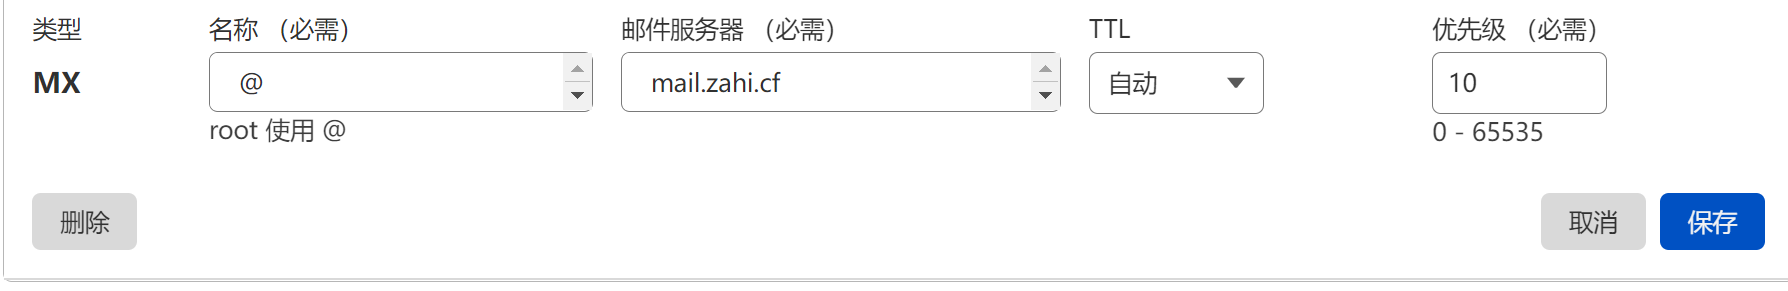 类型 名称 （必需） 邮件服务器 （必需） TTL 优先级 （必需）
MX @ mail.zahi.cf 自动 10
root 使用 @ 0 - 65535
删除 取消 保存